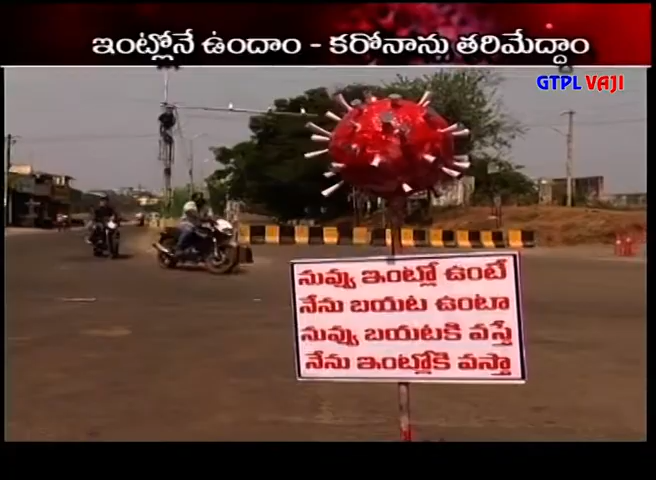 ఇంట్లోనే ఉందాం - కరోనాను తరిమేద్దాం
GTPL VAJI
నువ్వు ఇంట్లో ఉంటే
నేను బయట ఉంటా
నువ్వు బయటకి వస్తే
నేను ఇంట్లోకి వస్తా